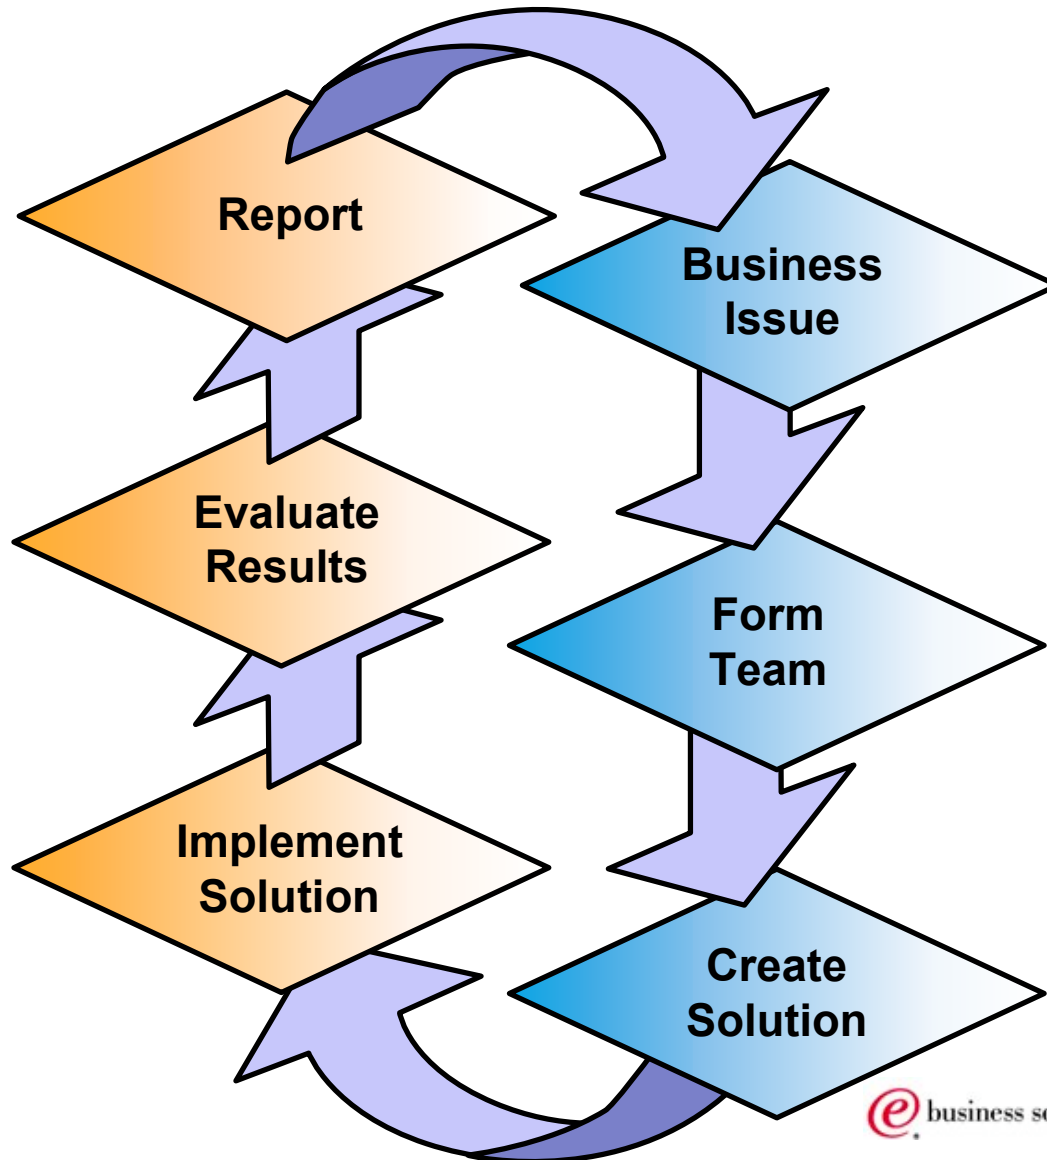 Report
Business
Issue
Evaluate
Results
Form
Team
Implement
Solution
Create
Solution
business